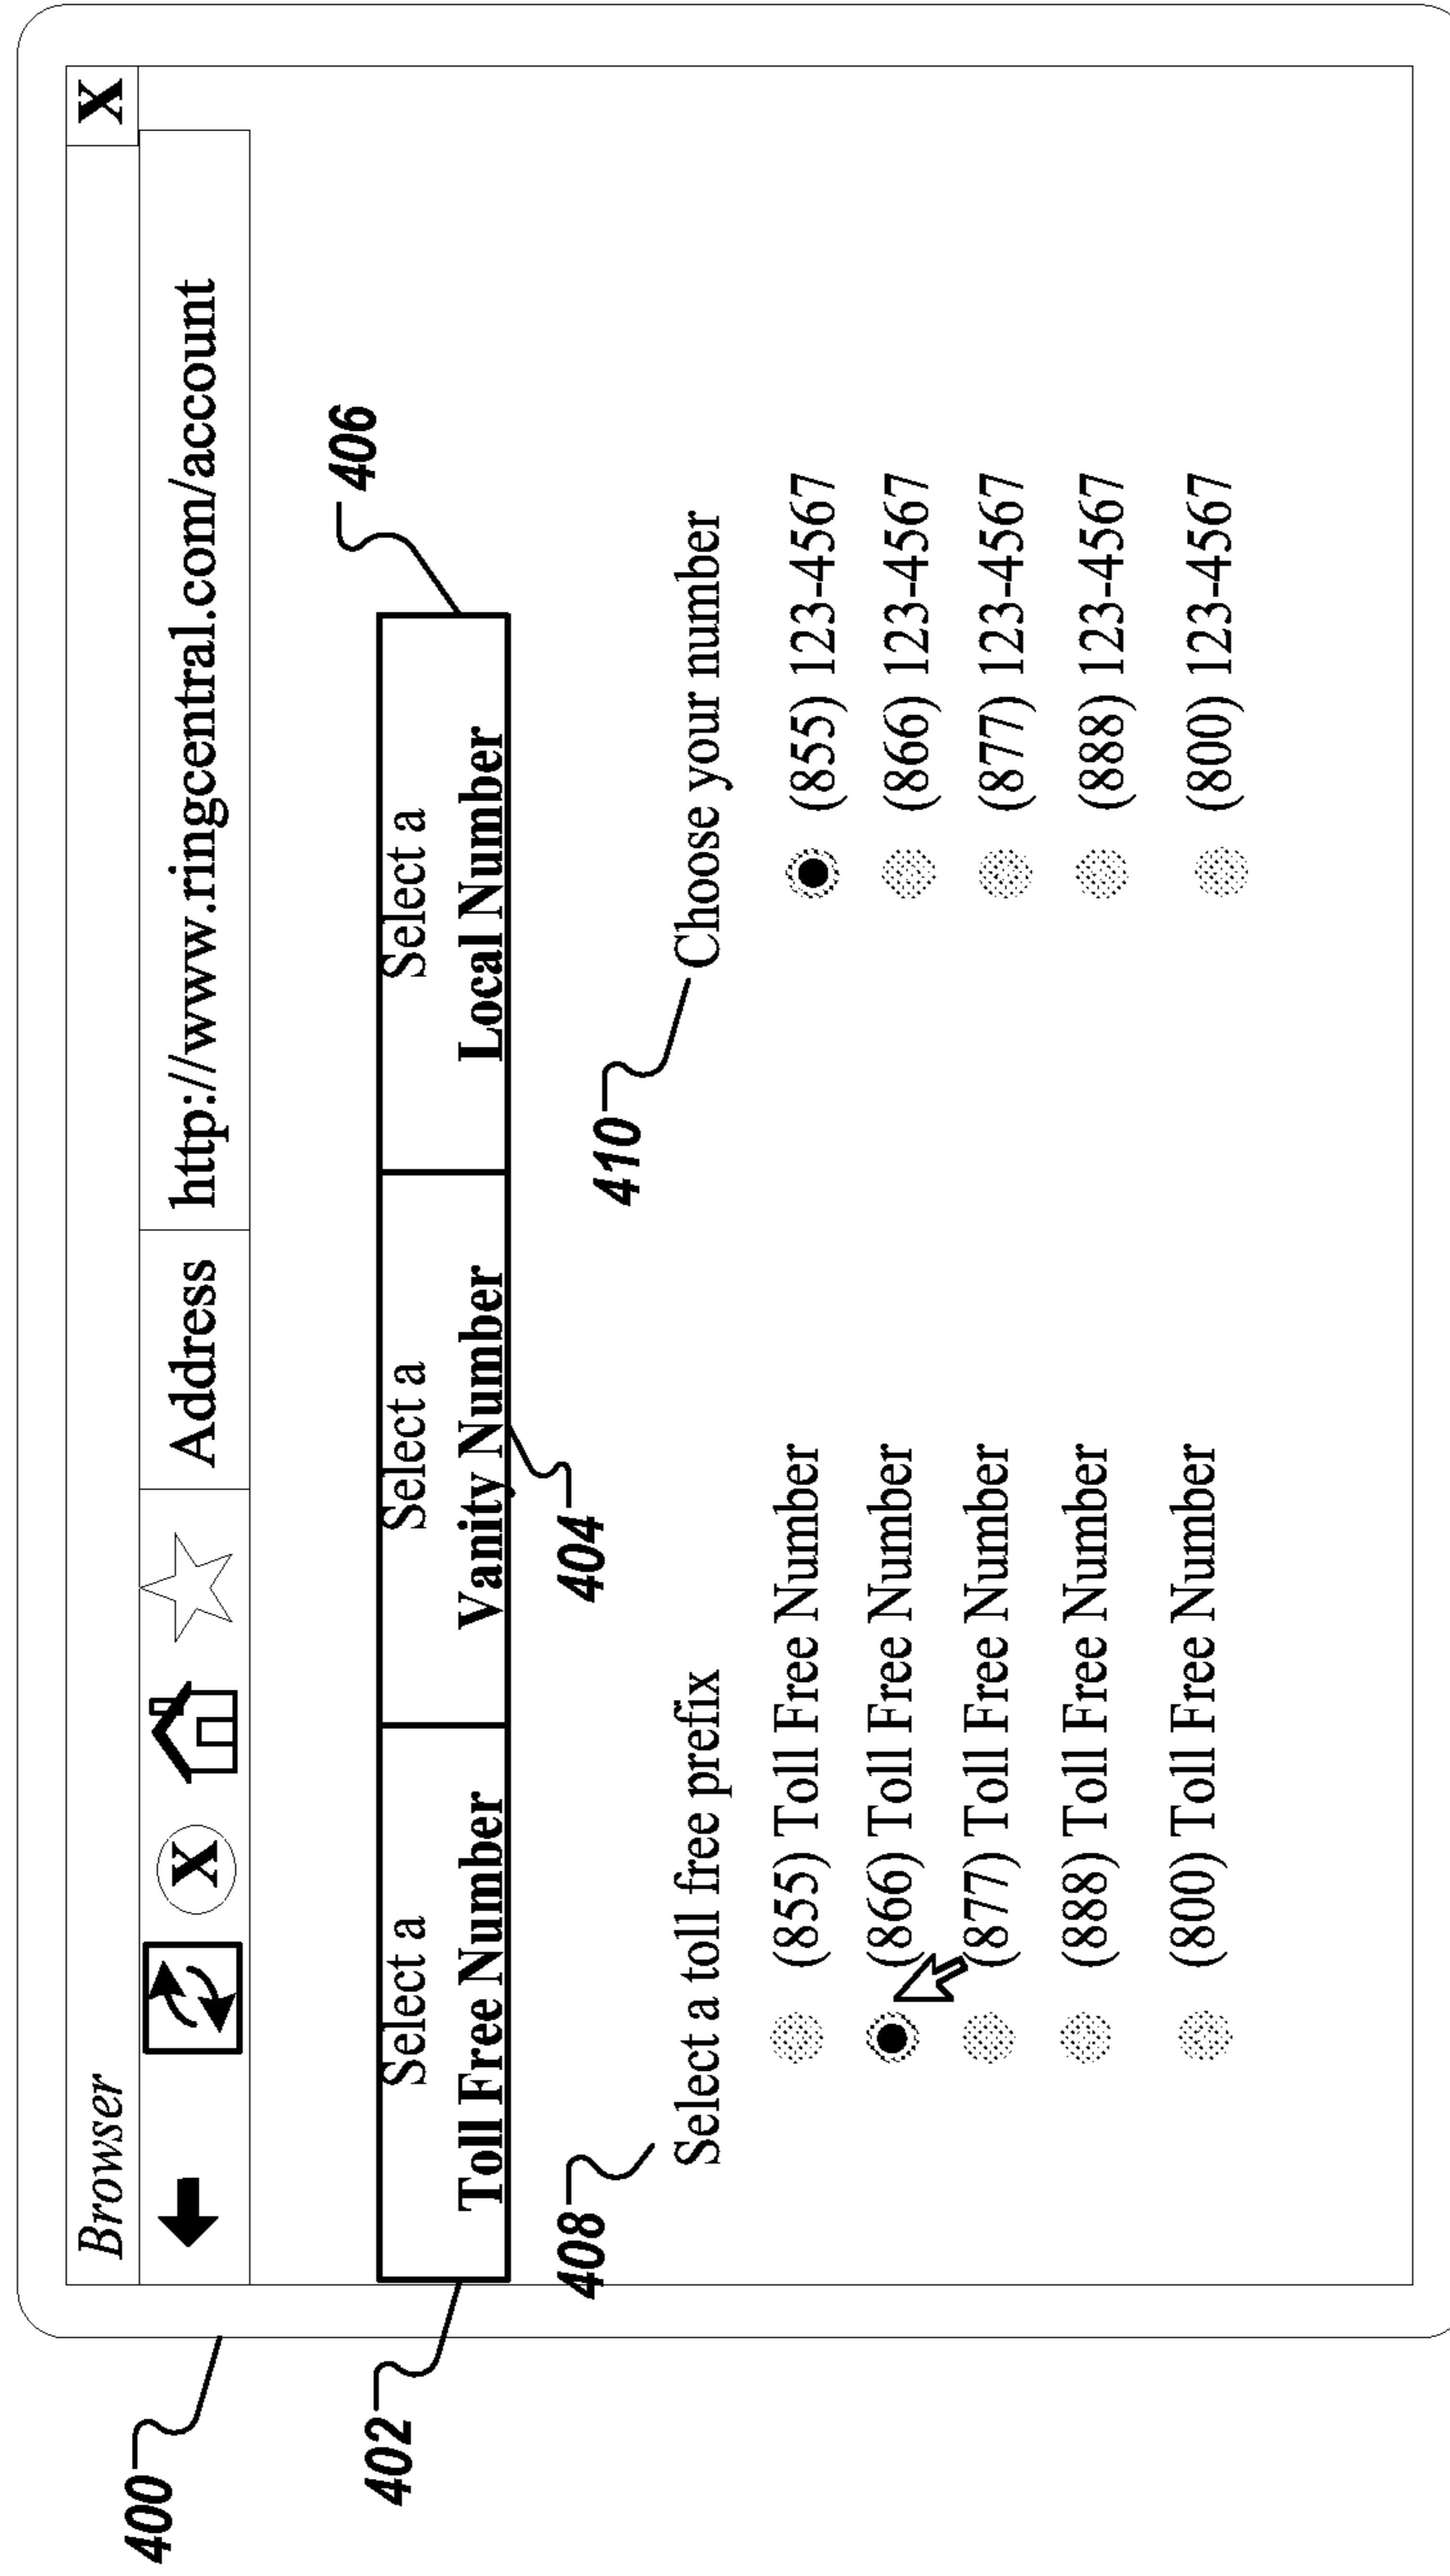 400
Browser
X
X
Address
http://www.ringcentral.com/account
406
402
Select a
Toll Free Number
Select a
Vanity Number
Select a
Local Number
408
404
410
Select a toll free prefix
(855) Toll Free Number
(866) Toll Free Number
(877) Toll Free Number
(888) Toll Free Number
(800) Toll Free Number
Choose your number
(855) 123-4567
(866) 123-4567
(877) 123-4567
(888) 123-4567
(800) 123-4567